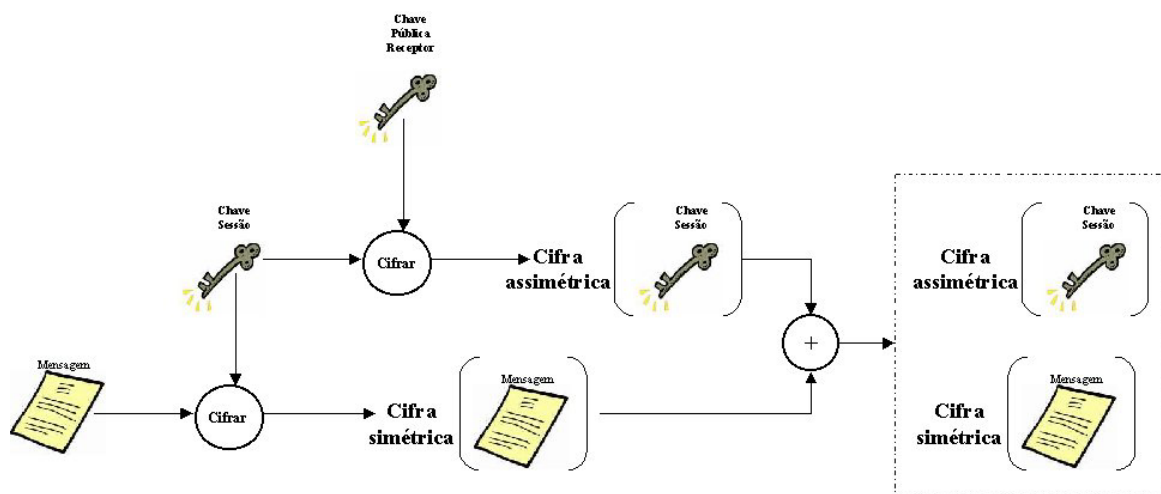 Chave
Pública
Receptor
Chave
Sessão
Cifrar
Cifra
assimétrica
Chave
Sessão
Cifra
assimétrica
Chave
Sessão
+
Mensagem
Cifrar
Cifra
simétrica
Mensagem
Cifra
simétrica
Mensagem